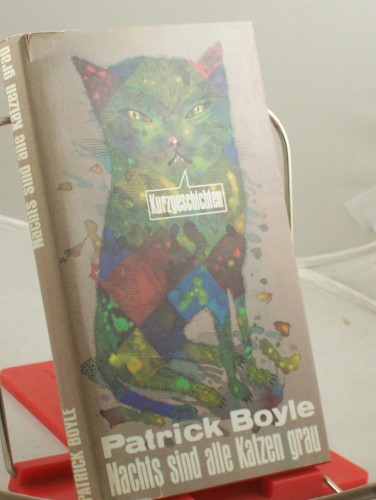 Kurzgeschichten
Patrick Boyle
Nachts sind alle Katzen grau
PATRICK BOYLE
Nachts sind alle Katzen grau